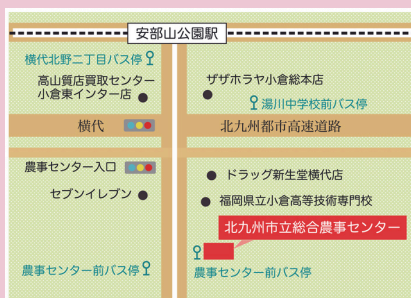 安部山公園駅
横代北野二丁目バス停
高山質店買取センター
小倉東インター店
ザザホラヤ小倉総本店
湯川中学校前バス停
横代
北九州都市高速道路
農事センター入口
ドラッグ新生堂横代店
セブンイレブン
福岡県立小倉高等技術専門校
北九州市立総合農事センター
農事センター前バス停
農事センター前バス停